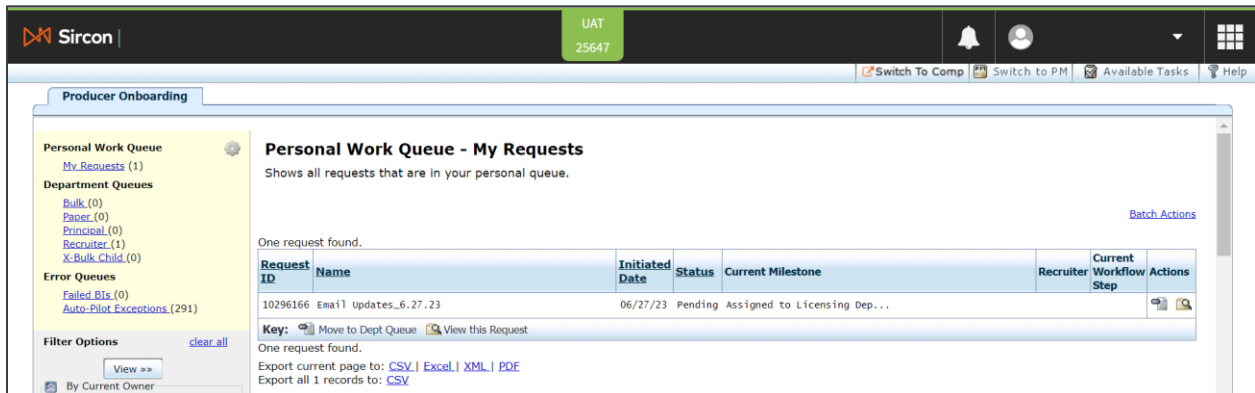 Sircon |
UAT
25647
Switch To Comp
Switch to PM
Available Tasks
Help
Producer Onboarding
Personal Work Queue
My Requests (1)
Department Queues
Bulk (0)
Paper (0)
Principal (0)
Recruiter (1)
X-Bulk Child (0)
Error Queues
Failed BIs (0)
Auto-Pilot Exceptions (291)
Filter Options clear all
View »»
By Current Owner
Personal Work Queue - My Requests
Shows all requests that are in your personal queue.
Batch Actions
One request found.
Request ID Name Initiated Date Status Current Milestone Recruiter Current Workflow Step Actions
10296166 Email Updates_6.27.23 06/27/23 Pending Assigned to Licensing Dep...
Key: Move to Dept Queue View this Request
One request found.
Export current page to: CSV | Excel | XML | PDF
Export all 1 records to: CSV